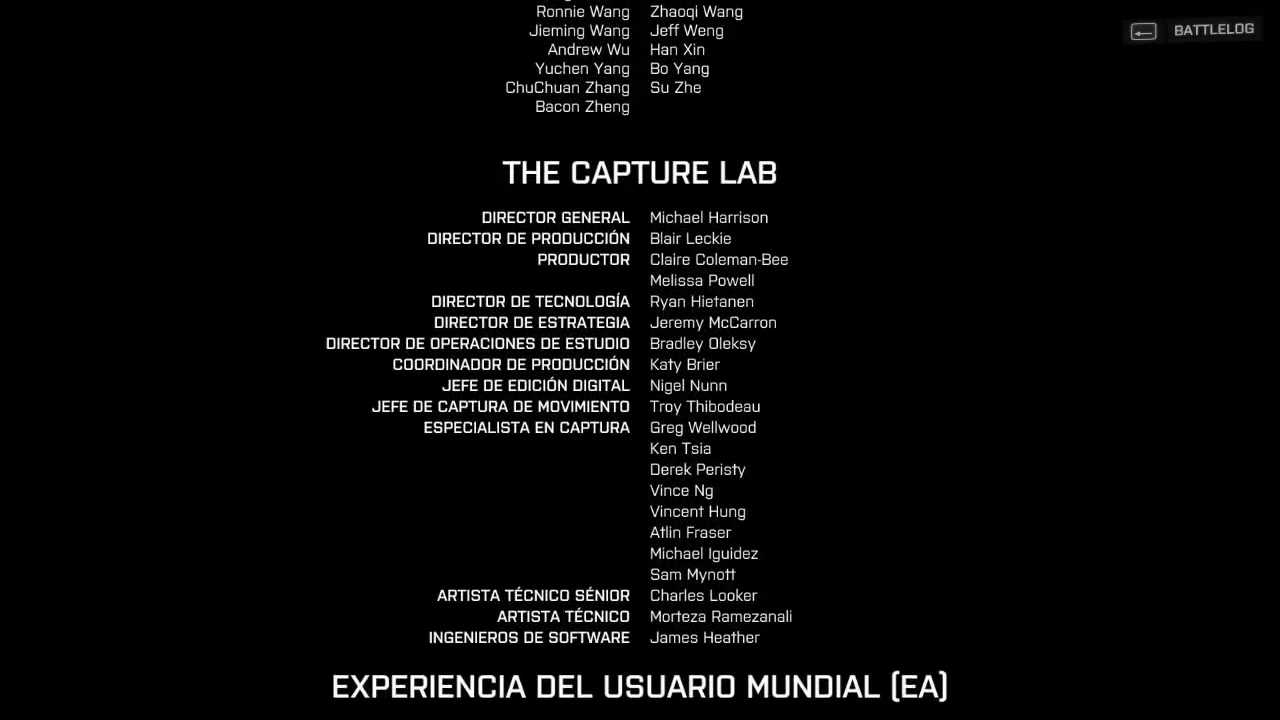 BATTLELOG
Ronnie Wang Zhaoqi Wang
Jieming Wang Jeff Weng
Andrew Wu Han Xin
Yuchen Yang Bo Yang
ChuChuan Zhang Su Zhe
Bacon Zheng
THE CAPTURE LAB
DIRECTOR GENERAL Michael Harrison
DIRECTOR DE PRODUCCIÓN Blair Leckie
PRODUCTOR Claire Coleman-Bee
Melissa Powell
DIRECTOR DE TECNOLOGÍA Ryan Hietanen
DIRECTOR DE ESTRATEGIA Jeremy McCarron
DIRECTOR DE OPERACIONES DE ESTUDIO Bradley Oleksy
COORDINADOR DE PRODUCCIÓN Katy Brier
JEFE DE EDICIÓN DIGITAL Nigel Nunn
JEFE DE CAPTURA DE MOVIMIENTO Troy Thibodeau
ESPECIALISTA EN CAPTURA Greg Wellwood
Ken Tsia
Derek Peristy
Vince Ng
Vincent Hung
Atlin Fraser
Michael Iguidez
Sam Mynott
ARTISTA TÉCNICO SÉNIOR Charles Looker
ARTISTA TÉCNICO Morteza Ramezanali
INGENIEROS DE SOFTWARE James Heather
EXPERIENCIA DEL USUARIO MUNDIAL (EA)